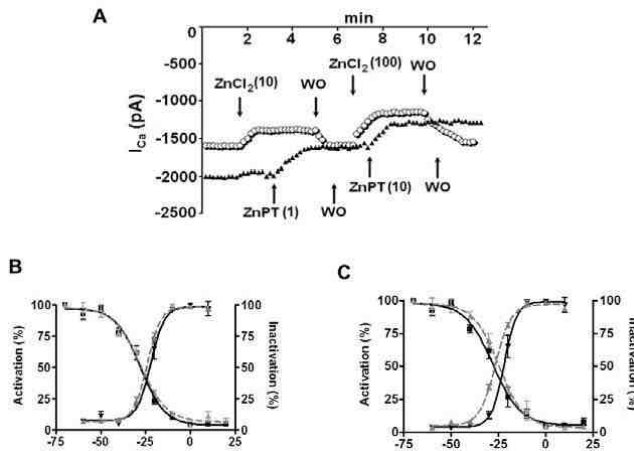 A
min
0 2 4 6 8 10 12
0
-500
-1000
-1500
-2000
-2500
I_Ca (pA)
ZnCl2(10) WO ZnCl2(100) WO
ZnPT(1) WO ZnPT(10) WO
B
100
75
50
25
0
Activation (%)
100
75
50
25
0
Inactivation (%)
-75 -50 -25 0 25
C
100
75
50
25
0
Activation (%)
100
75
50
25
0
Inactivation (%)
-75 -50 -25 0 25